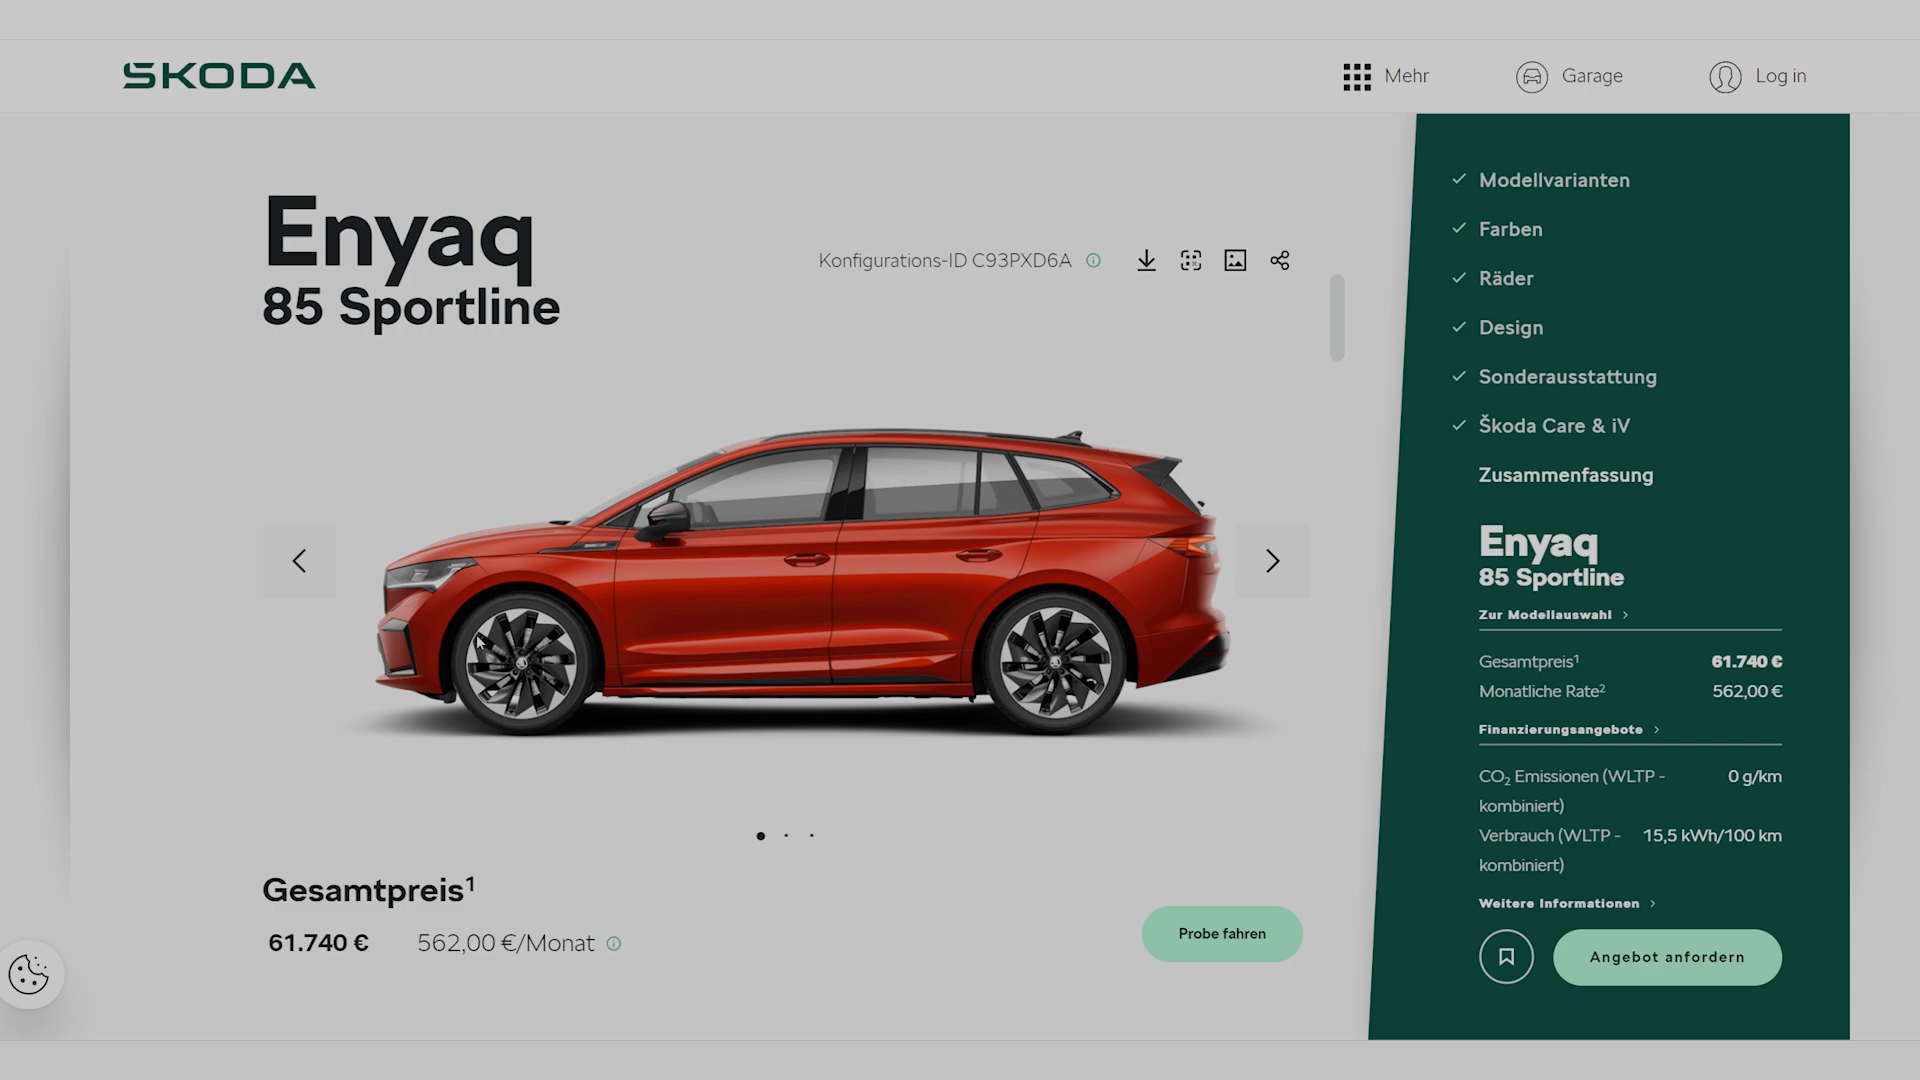 ŠKODA
Mehr
Garage
Log in
Enyaq
85 Sportline
Konfigurations-ID C93PXD6A
Gesamtpreis¹
61.740 €
562,00 €/Monat
Probe fahren
Modellvarianten
Farben
Räder
Design
Sonderausstattung
Škoda Care & iV
Zusammenfassung
Enyaq
85 Sportline
Zur Modellauswahl
Gesamtpreis¹ 61.740 €
Monatliche Rate² 562,00 €
Finanzierungsangebote
CO₂ Emissionen (WLTP - 0 g/km
kombiniert)
Verbrauch (WLTP - 15,5 kWh/100 km
kombiniert)
Weitere Informationen
Angebot anfordern